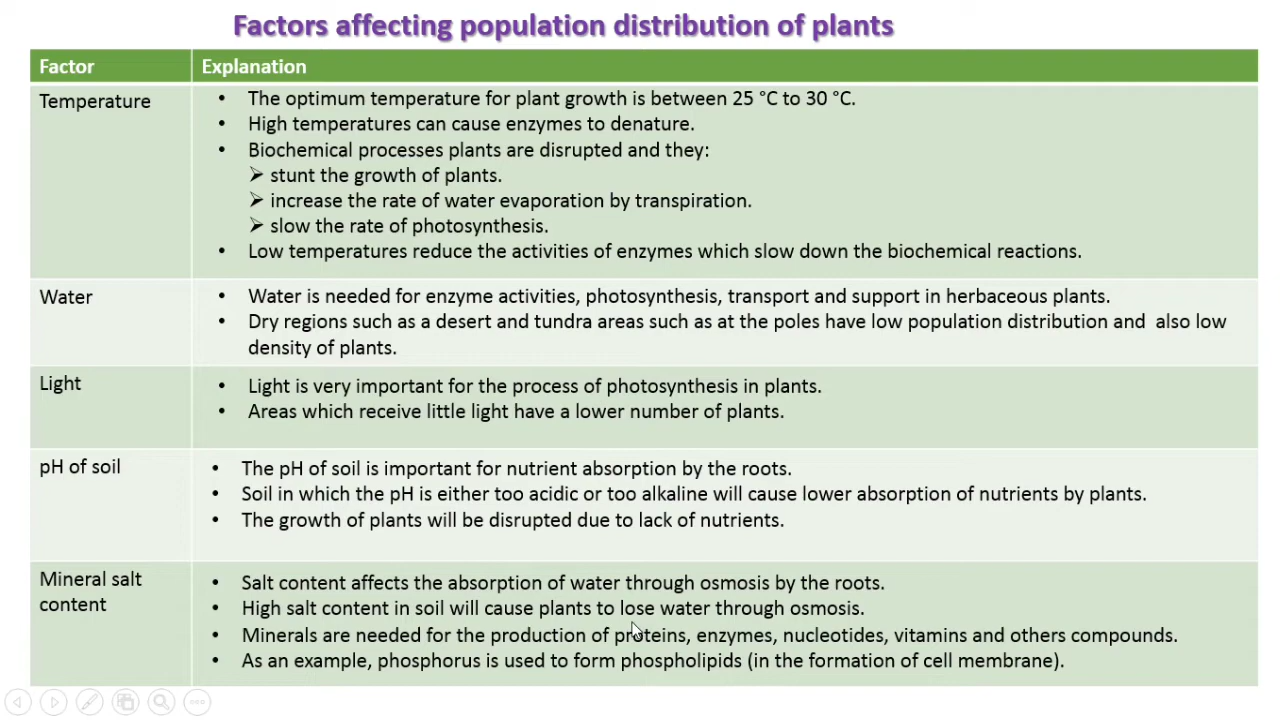 Factors affecting population distribution of plants
Factor
Explanation
Temperature
• The optimum temperature for plant growth is between 25 °C to 30 °C.
• High temperatures can cause enzymes to denature.
• Biochemical processes plants are disrupted and they:
➢ stunt the growth of plants.
➢ increase the rate of water evaporation by transpiration.
➢ slow the rate of photosynthesis.
• Low temperatures reduce the activities of enzymes which slow down the biochemical reactions.
Water
• Water is needed for enzyme activities, photosynthesis, transport and support in herbaceous plants.
• Dry regions such as a desert and tundra areas such as at the poles have low population distribution and also low
density of plants.
Light
• Light is very important for the process of photosynthesis in plants.
• Areas which receive little light have a lower number of plants.
pH of soil
• The pH of soil is important for nutrient absorption by the roots.
• Soil in which the pH is either too acidic or too alkaline will cause lower absorption of nutrients by plants.
• The growth of plants will be disrupted due to lack of nutrients.
Mineral salt
content
• Salt content affects the absorption of water through osmosis by the roots.
• High salt content in soil will cause plants to lose water through osmosis.
• Minerals are needed for the production of proteins, enzymes, nucleotides, vitamins and others compounds.
• As an example, phosphorus is used to form phospholipids (in the formation of cell membrane).